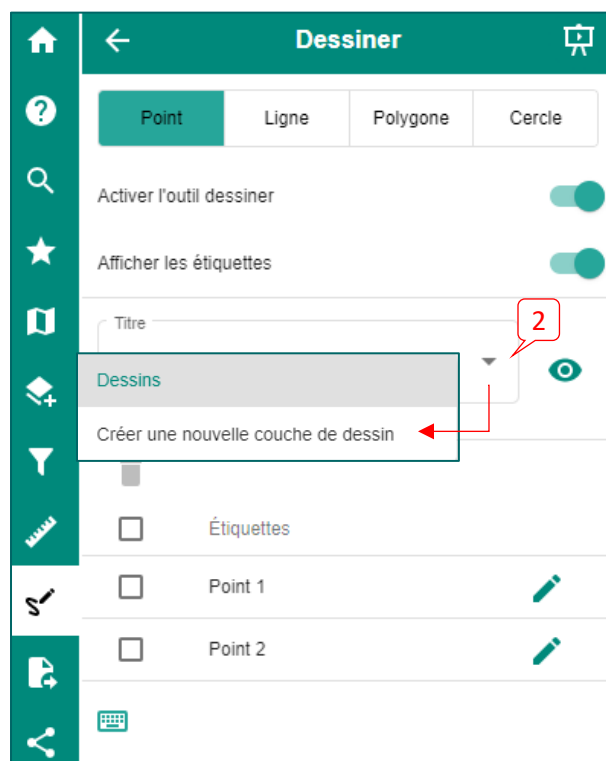 Dessiner
Point Ligne Polygone Cercle
Activer l'outil dessiner
Afficher les étiquettes
Titre
2
Dessins
Créer une nouvelle couche de dessin
Étiquettes
Point 1
Point 2